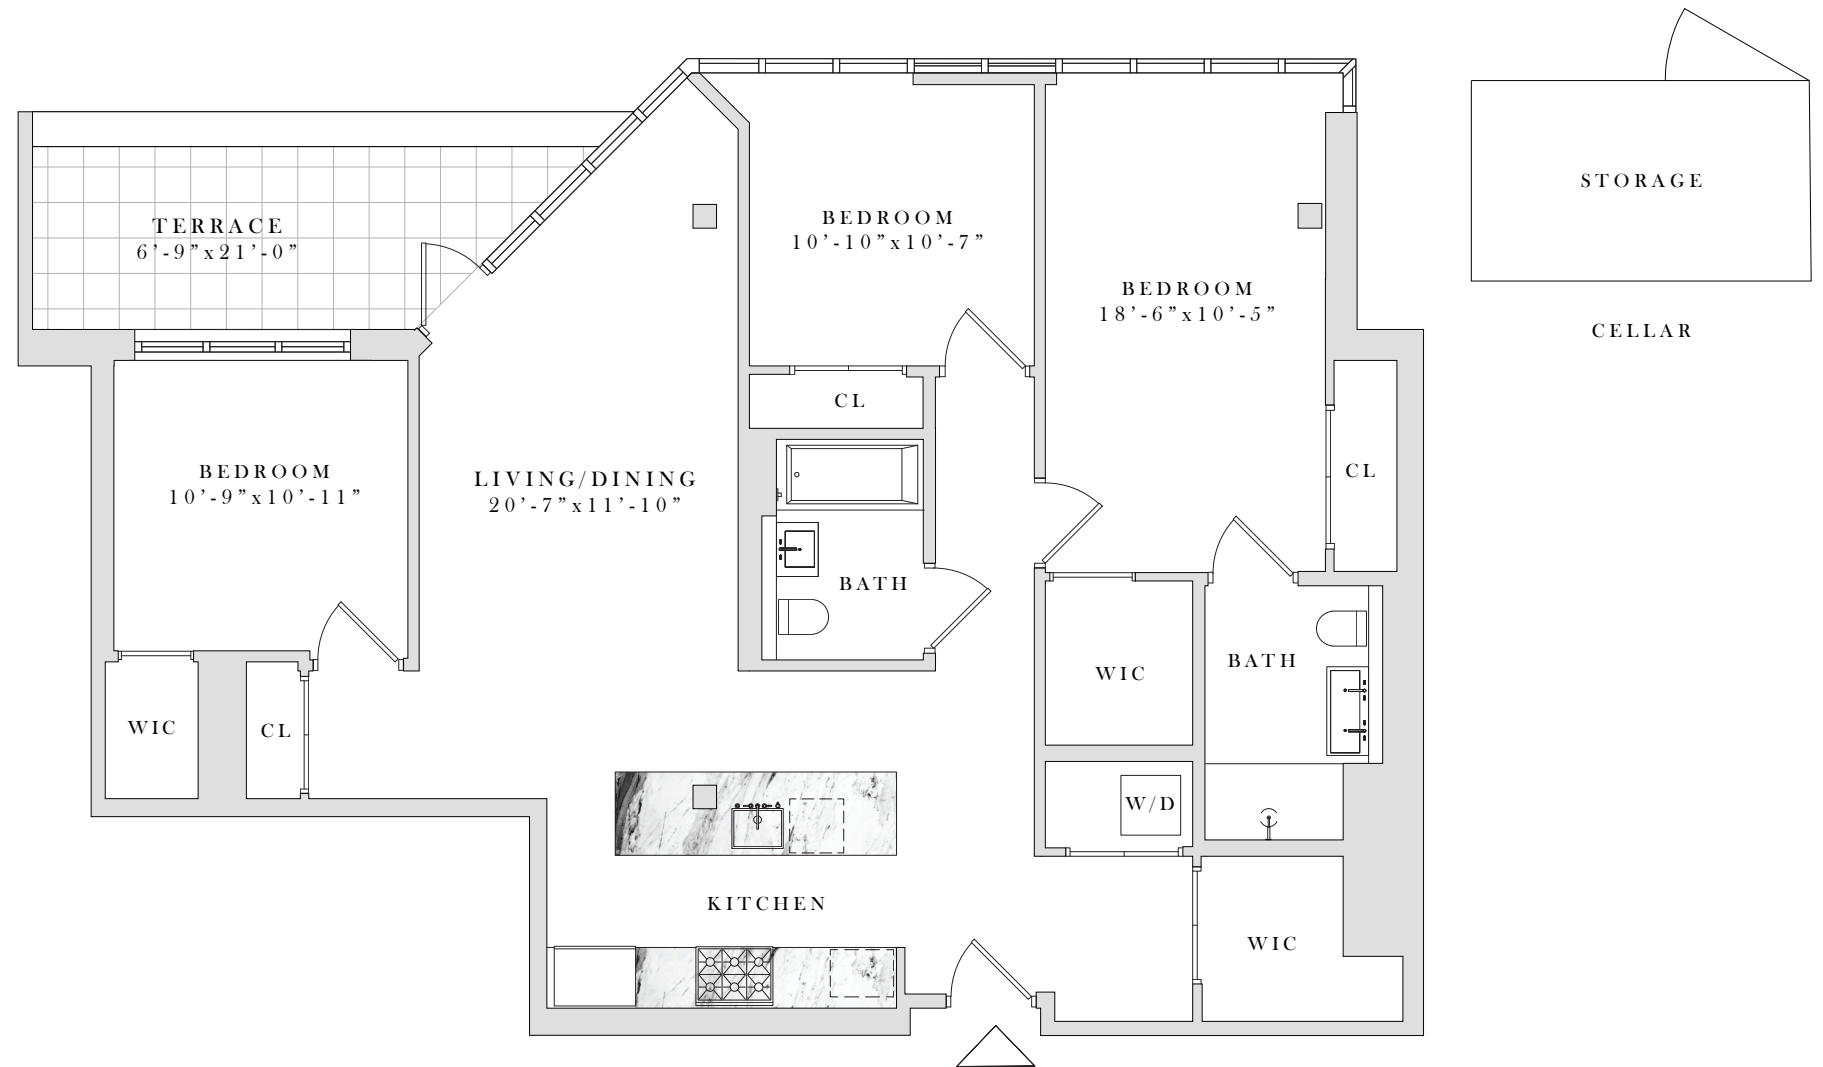 STORAGE
CELLAR
TERRACE
6’-9”x21’-0”
BEDROOM
10’-10”x10’-7”
BEDROOM
18’-6”x10’-5”
CL
BEDROOM
10’-9”x10’-11”
LIVING/DINING
20’-7”x11’-10”
CL
BATH
WIC
BATH
WIC
CL
W/D
KITCHEN
WIC